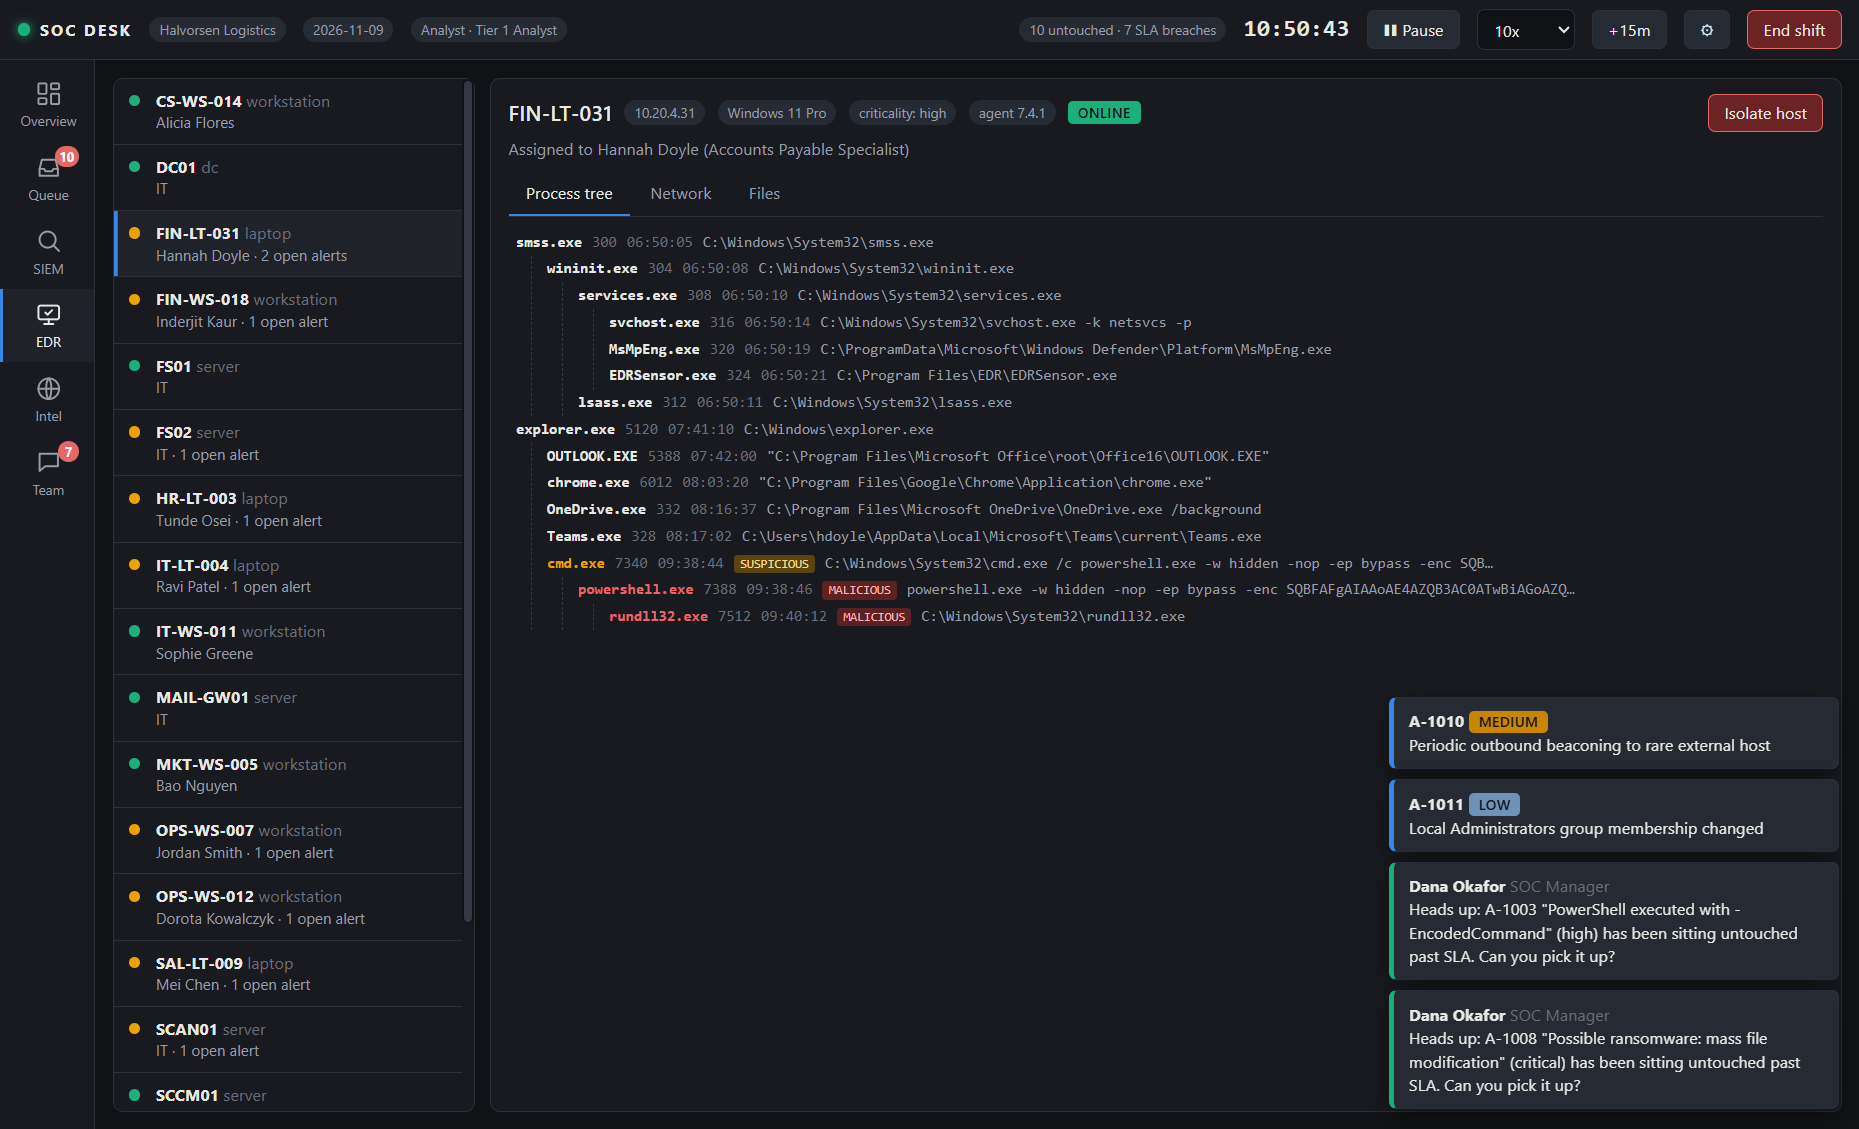 SOC DESK
Halvorsen Logistics
2026-11-09
Analyst · Tier 1 Analyst
10 untouched · 7 SLA breaches
10:50:43
Pause
10x
+15m
End shift
Overview
10
Queue
SIEM
EDR
Intel
7
Team
CS-WS-014 workstation
Alicia Flores
DC01 dc
IT
FIN-LT-031 laptop
Hannah Doyle · 2 open alerts
FIN-WS-018 workstation
Inderjit Kaur · 1 open alert
FS01 server
IT
FS02 server
IT · 1 open alert
HR-LT-003 laptop
Tunde Osei · 1 open alert
IT-LT-004 laptop
Ravi Patel · 1 open alert
IT-WS-011 workstation
Sophie Greene
MAIL-GW01 server
IT
MKT-WS-005 workstation
Bao Nguyen
OPS-WS-007 workstation
Jordan Smith · 1 open alert
OPS-WS-012 workstation
Dorota Kowalczyk · 1 open alert
SAL-LT-009 laptop
Mei Chen · 1 open alert
SCAN01 server
IT · 1 open alert
SCCM01 server
FIN-LT-031
10.20.4.31
Windows 11 Pro
criticality: high
agent 7.4.1
ONLINE
Isolate host
Assigned to Hannah Doyle (Accounts Payable Specialist)
Process tree
Network
Files
smss.exe 300 06:50:05 C:\Windows\System32\smss.exe
wininit.exe 304 06:50:08 C:\Windows\System32\wininit.exe
services.exe 308 06:50:10 C:\Windows\System32\services.exe
svchost.exe 316 06:50:14 C:\Windows\System32\svchost.exe -k netsvcs -p
MsMpEng.exe 320 06:50:19 C:\ProgramData\Microsoft\Windows Defender\Platform\MsMpEng.exe
EDRSensor.exe 324 06:50:21 C:\Program Files\EDR\EDRSensor.exe
lsass.exe 312 06:50:11 C:\Windows\System32\lsass.exe
explorer.exe 5120 07:41:10 C:\Windows\explorer.exe
OUTLOOK.EXE 5388 07:42:00 "C:\Program Files\Microsoft Office\root\Office16\OUTLOOK.EXE"
chrome.exe 6012 08:03:20 "C:\Program Files\Google\Chrome\Application\chrome.exe"
OneDrive.exe 332 08:16:37 C:\Program Files\Microsoft OneDrive\OneDrive.exe /background
Teams.exe 328 08:17:02 C:\Users\hdoyle\AppData\Local\Microsoft\Teams\current\Teams.exe
cmd.exe 7340 09:38:44 SUSPICIOUS C:\Windows\System32\cmd.exe /c powershell.exe -w hidden -nop -ep bypass -enc SQB…
powershell.exe 7388 09:38:46 MALICIOUS powershell.exe -w hidden -nop -ep bypass -enc SQBFAFgAIAAoAE4AZQB3AC0ATwBiAGoAZQ…
rundll32.exe 7512 09:40:12 MALICIOUS C:\Windows\System32\rundll32.exe
A-1010 MEDIUM
Periodic outbound beaconing to rare external host
A-1011 LOW
Local Administrators group membership changed
Dana Okafor SOC Manager
Heads up: A-1003 "PowerShell executed with -
EncodedCommand" (high) has been sitting untouched
past SLA. Can you pick it up?
Dana Okafor SOC Manager
Heads up: A-1008 "Possible ransomware: mass file
modification" (critical) has been sitting untouched past
SLA. Can you pick it up?